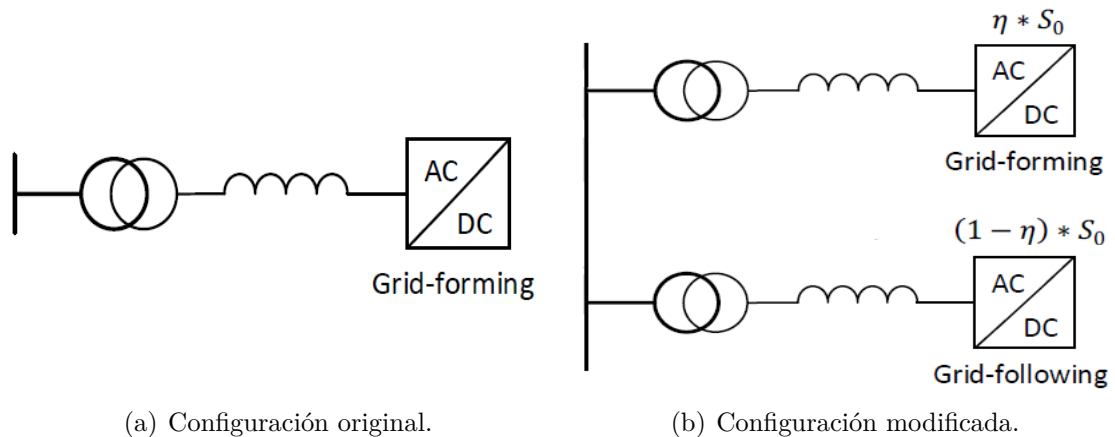 AC
DC
Grid-forming
(a) Configuración original.
η ∗ S₀
AC
DC
Grid-forming
(1 − η) ∗ S₀
AC
DC
Grid-following
(b) Configuración modificada.